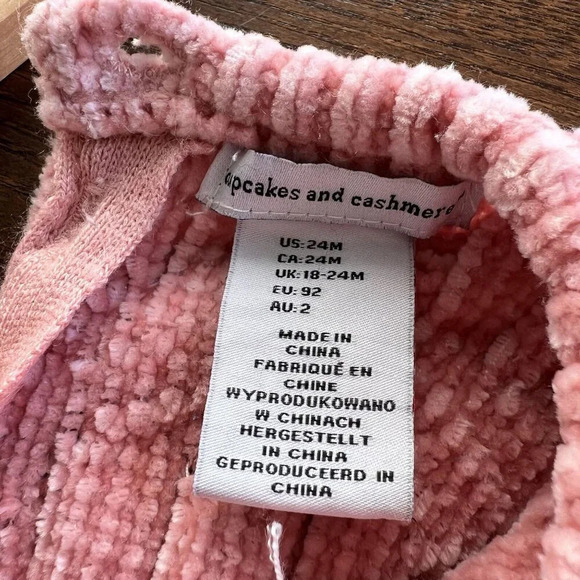 cupcakes and cashmere
US:24M
CA:24M
UK:18-24M
EU: 92
AU: 2
MADE IN
CHINA
FABRIQUÉ EN
CHINE
WYPRODUKOWANO
W CHINACH
HERGESTELLT
IN CHINA
GEPRODUCEERD IN
CHINA